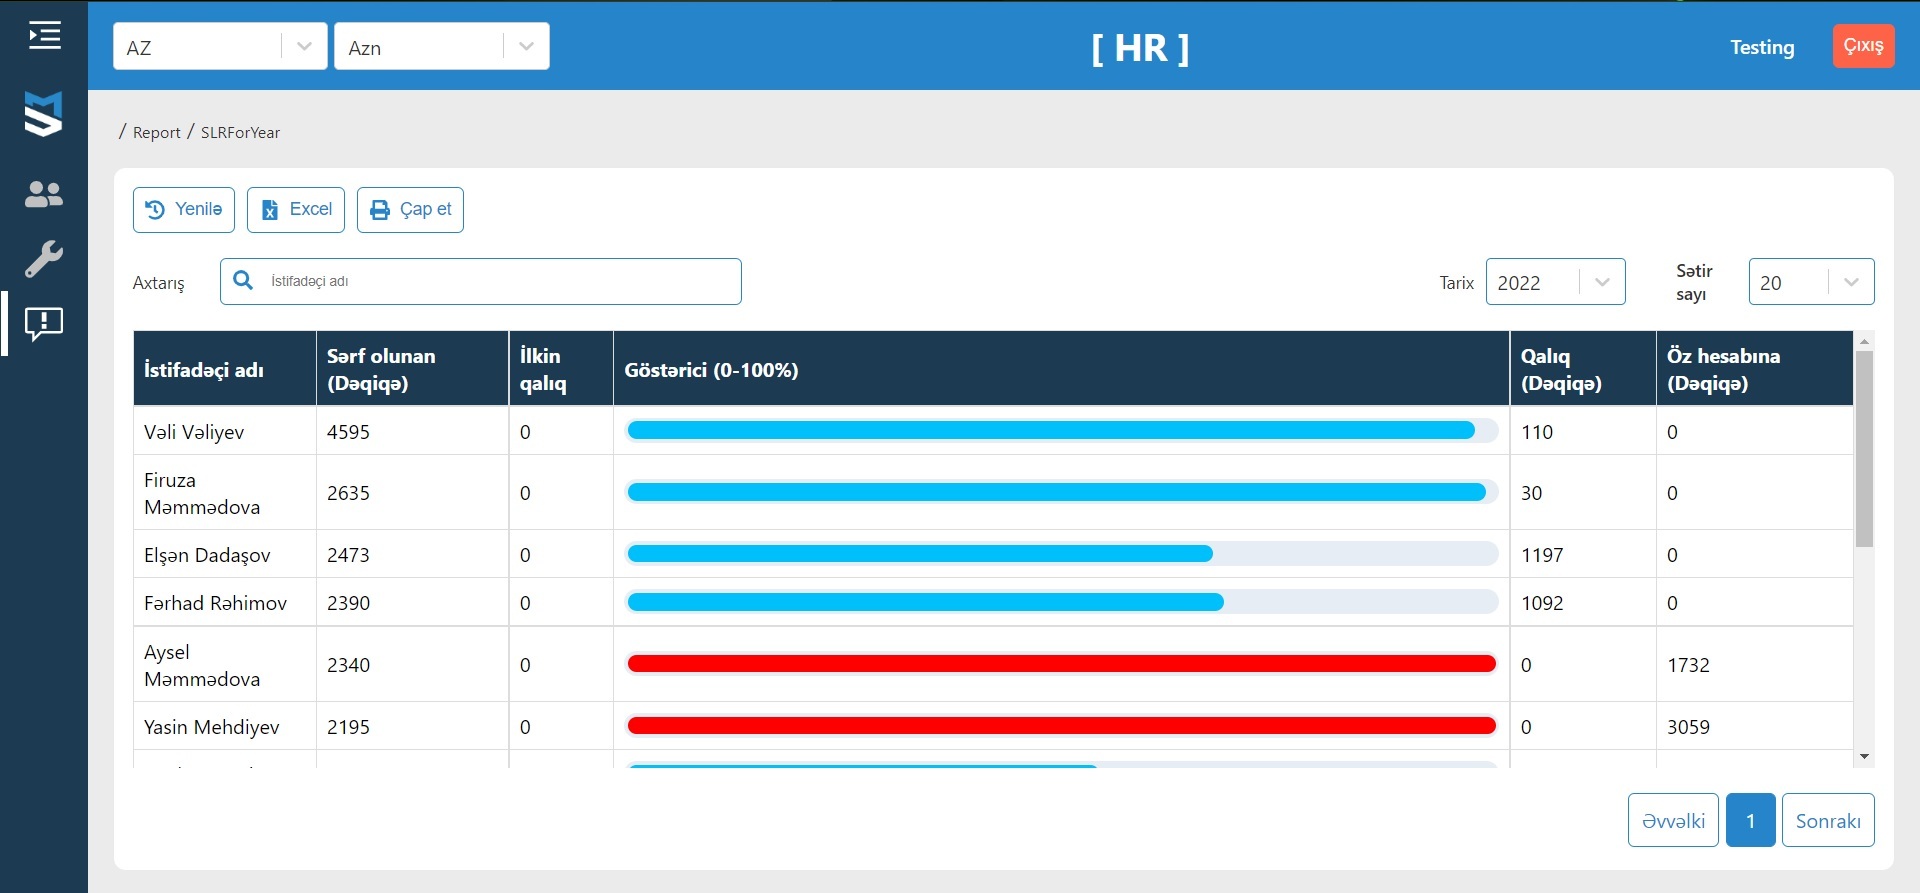 AZ
Azn
[ HR ]
Testing
Çıxış
/ Report / SLRForYear
Yenilə
Excel
Çap et
Axtarış
İstifadəçi adı
Tarix
2022
Sətir
sayı
20
İstifadəçi adı
Sərf olunan
(Dəqiqə)
İlkin
qalıq
Göstərici (0-100%)
Qalıq
(Dəqiqə)
Öz hesabına
(Dəqiqə)
Vəli Vəliyev 4595 0 110 0
Firuza
Məmmədova
2635 0 30 0
Elşən Dadaşov 2473 0 1197 0
Fərhad Rəhimov 2390 0 1092 0
Aysel
Məmmədova
2340 0 0 1732
Yasin Mehdiyev 2195 0 0 3059
Əvvəlki
1
Sonrakı